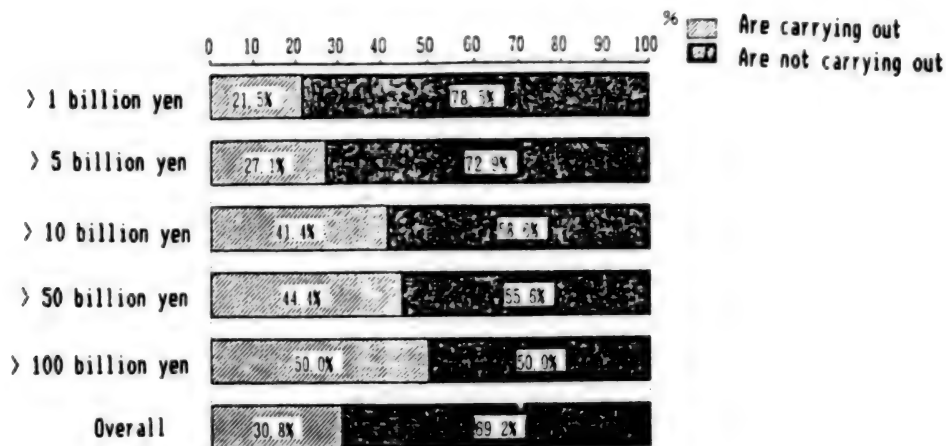 % Are carrying out
0 10 20 30 40 50 60 70 80 90 100
Are not carrying out
> 1 billion yen 21.5% 78.5%
> 5 billion yen 27.1% 72.9%
> 10 billion yen 41.4% 58.6%
> 50 billion yen 44.4% 55.6%
> 100 billion yen 50.0% 50.0%
Overall 30.8% 69.2%